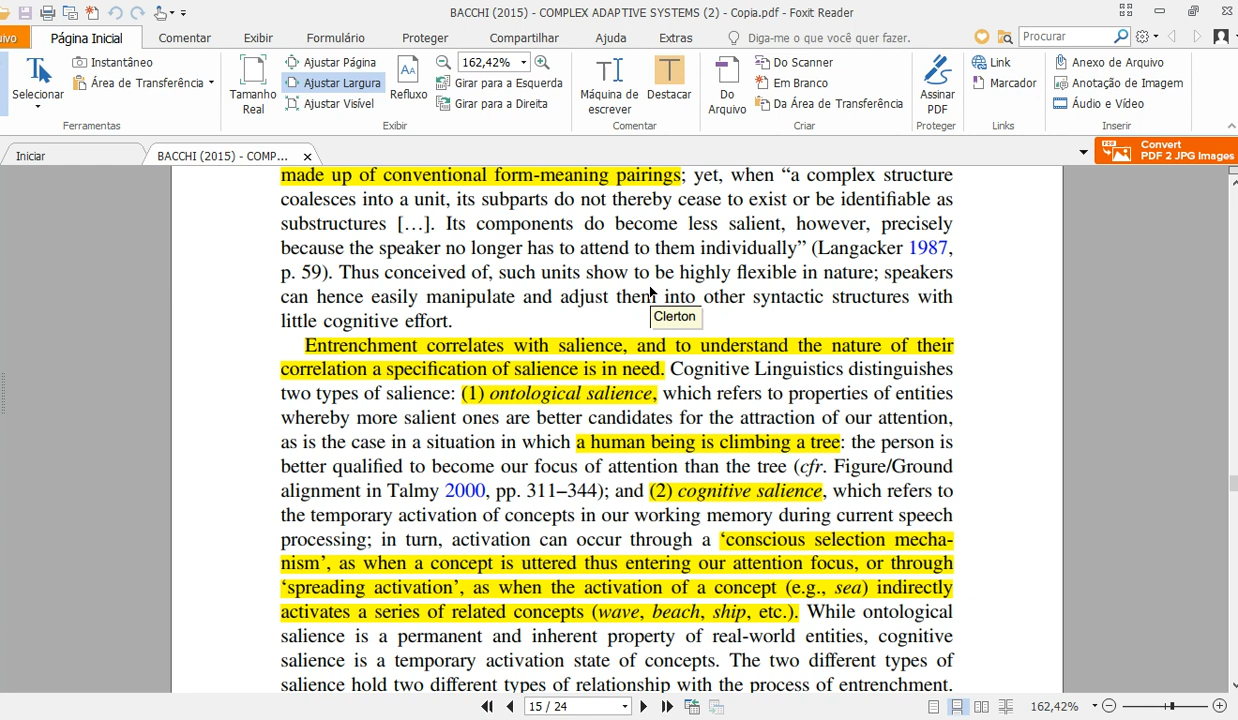 BACCHI (2015) - COMPLEX ADAPTIVE SYSTEMS (2) - Copia.pdf - Foxit Reader
ivo Página Inicial Comentar Exibir Formulário Proteger Compartilhar Ajuda Extras Diga-me o que você quer fazer. Procurar
Selecionar
Instantâneo
Área de Transferência
Ferramentas
Tamanho
Real
Ajustar Página
Ajustar Largura
Ajustar Visível
Refluxo
162,42%
Girar para a Esquerda
Girar para a Direita
Exibir
Máquina de
escrever
Destacar
Comentar
Do
Arquivo
Do Scanner
Em Branco
Da Área de Transferência
Criar
Assinar
PDF
Proteger
Link
Marcador
Links
Anexo de Arquivo
Anotação de Imagem
Áudio e Vídeo
Inserir
Iniciar
BACCHI (2015) - COMP...
Convert
PDF 2 JPG Images
made up of conventional form-meaning pairings; yet, when “a complex structure
coalesces into a unit, its subparts do not thereby cease to exist or be identifiable as
substructures […]. Its components do become less salient, however, precisely
because the speaker no longer has to attend to them individually” (Langacker 1987,
p. 59). Thus conceived of, such units show to be highly flexible in nature; speakers
can hence easily manipulate and adjust them into other syntactic structures with
little cognitive effort.
Clerton
Entrenchment correlates with salience, and to understand the nature of their
correlation a specification of salience is in need. Cognitive Linguistics distinguishes
two types of salience: (1) ontological salience, which refers to properties of entities
whereby more salient ones are better candidates for the attraction of our attention,
as is the case in a situation in which a human being is climbing a tree: the person is
better qualified to become our focus of attention than the tree (cfr. Figure/Ground
alignment in Talmy 2000, pp. 311–344); and (2) cognitive salience, which refers to
the temporary activation of concepts in our working memory during current speech
processing; in turn, activation can occur through a ‘conscious selection mecha-
nism’, as when a concept is uttered thus entering our attention focus, or through
‘spreading activation’, as when the activation of a concept (e.g., sea) indirectly
activates a series of related concepts (wave, beach, ship, etc.). While ontological
salience is a permanent and inherent property of real-world entities, cognitive
salience is a temporary activation state of concepts. The two different types of
salience hold two different types of relationship with the process of entrenchment.
15 / 24
162,42%